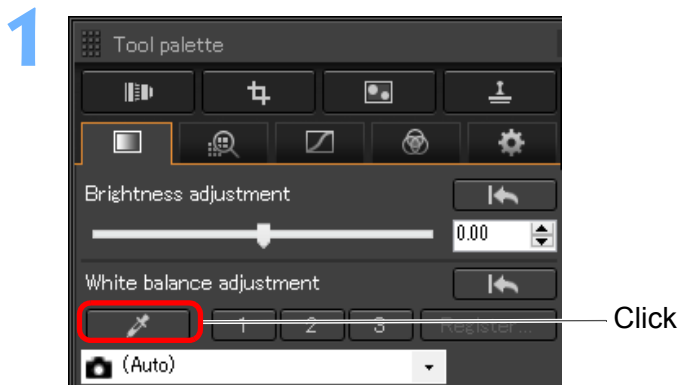 1
Tool palette
Brightness adjustment
0.00
White balance adjustment
1 2 3 Register...
Click
(Auto)